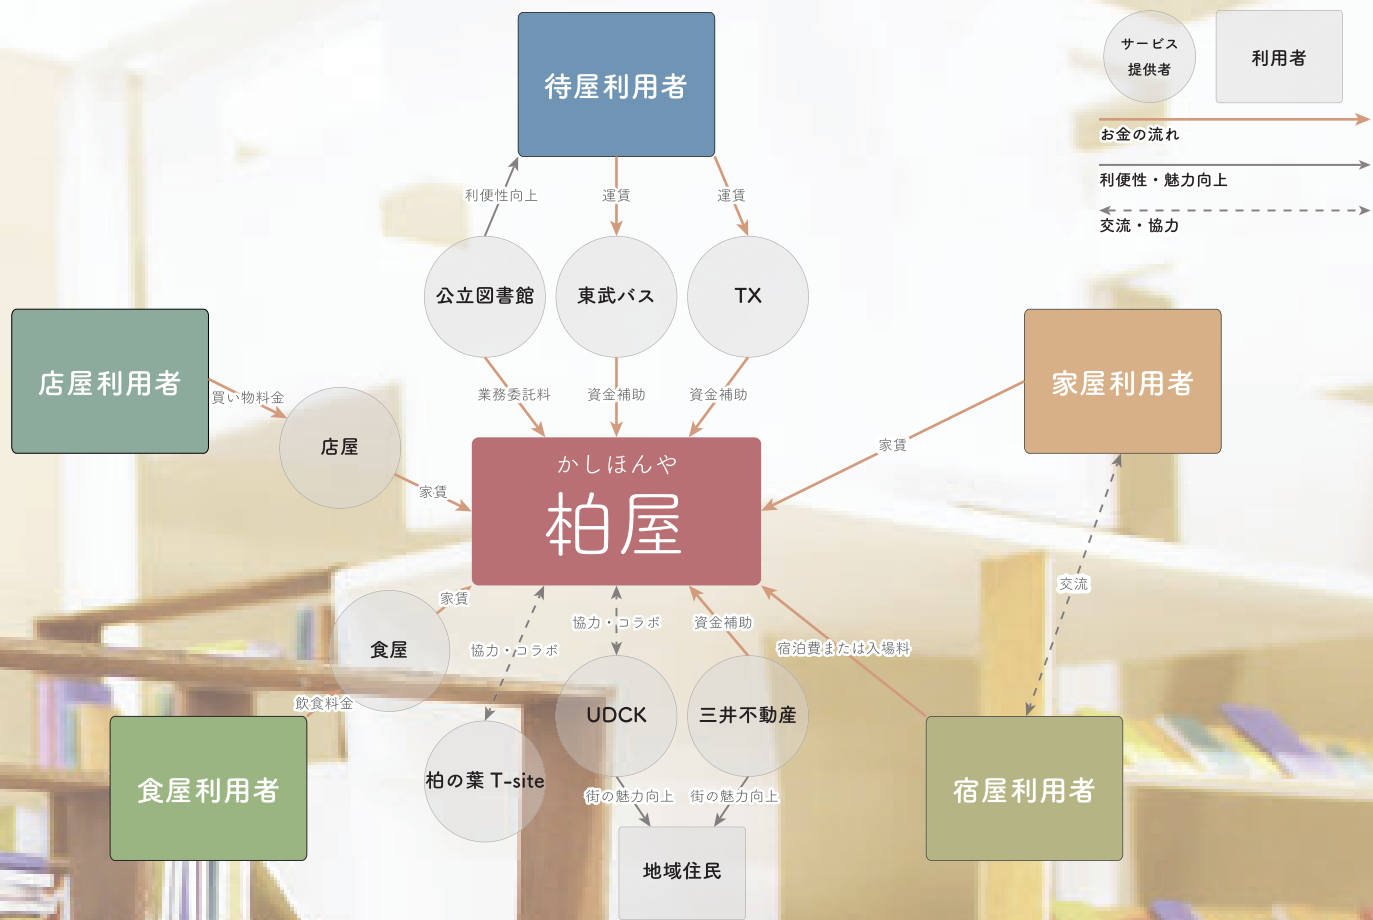 待屋利用者
サービス
提供者
利用者
お金の流れ
利便性・魅力向上
交流・協力
利便性向上
運賃
運賃
公立図書館
東武バス
TX
店屋利用者
買い物料金
店屋
家賃
業務委託料
資金補助
資金補助
家屋利用者
家賃
かしほんや
柏屋
交流
家賃
食屋
飲食料金
食屋利用者
協力・コラボ
協力・コラボ
資金補助
宿泊費または入場料
柏の葉 T-site
UDCK
三井不動産
宿屋利用者
街の魅力向上
街の魅力向上
地域住民